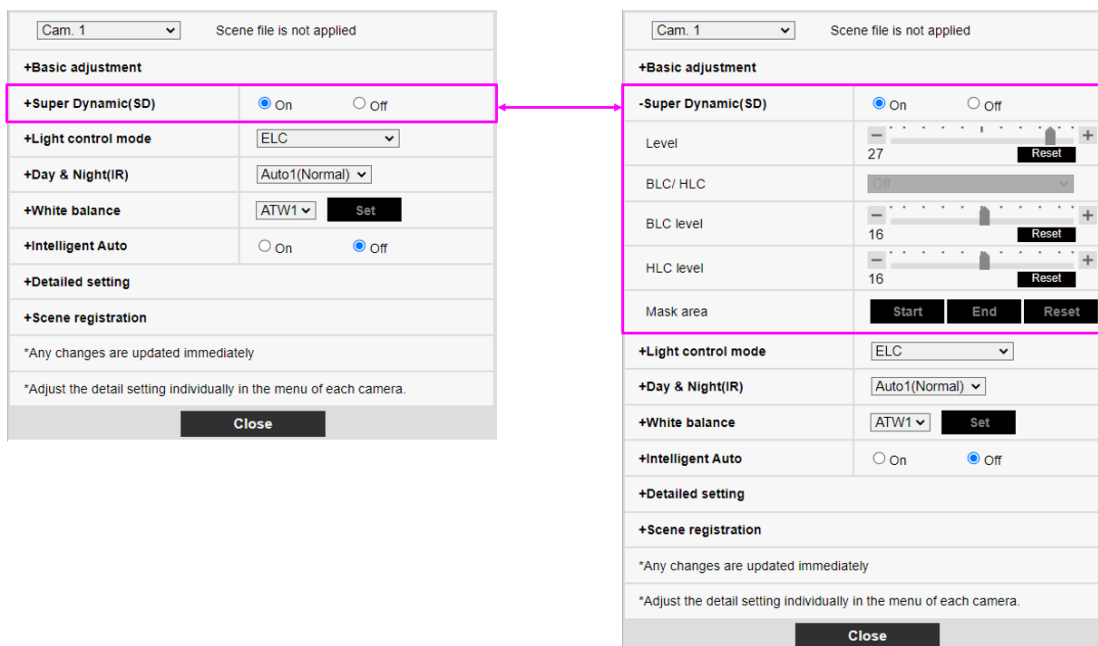 Cam. 1 Scene file is not applied
+Basic adjustment
+Super Dynamic(SD) On Off
+Light control mode ELC
+Day & Night(IR) Auto1(Normal)
+White balance ATW1 Set
+Intelligent Auto On Off
+Detailed setting
+Scene registration
*Any changes are updated immediately
*Adjust the detail setting individually in the menu of each camera.
Close
Cam. 1 Scene file is not applied
+Basic adjustment
-Super Dynamic(SD) On Off
Level 27 Reset
BLC/ HLC Off
BLC level 16 Reset
HLC level 16 Reset
Mask area Start End Reset
+Light control mode ELC
+Day & Night(IR) Auto1(Normal)
+White balance ATW1 Set
+Intelligent Auto On Off
+Detailed setting
+Scene registration
*Any changes are updated immediately
*Adjust the detail setting individually in the menu of each camera.
Close